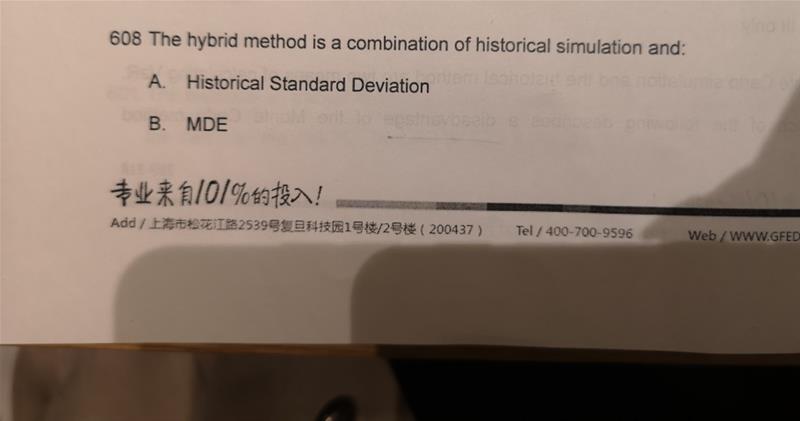 608 The hybrid method is a combination of historical simulation and:
A. Historical Standard Deviation
B. MDE
专业来自101%的投入!
Add / 上海市松花江路2539号复旦科技园1号楼/2号楼 ( 200437 ) Tel / 400-700-9596 Web / WWW.GFED